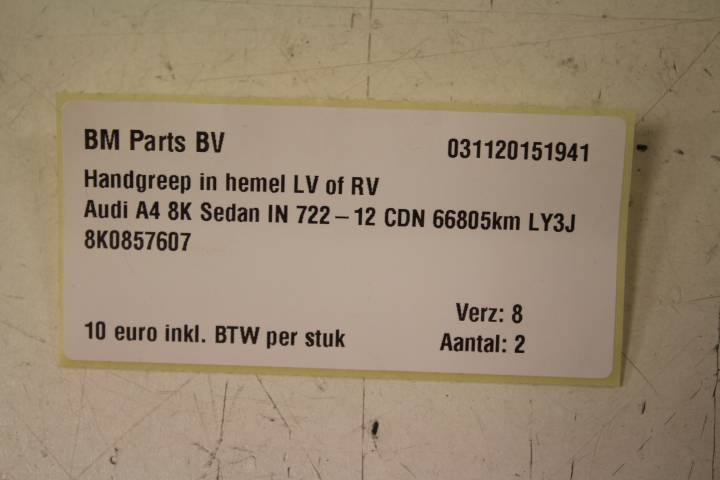 BM Parts BV 031120151941
Handgreep in hemel LV of RV
Audi A4 8K Sedan IN 722 – 12 CDN 66805km LY3J
8K0857607
Verz: 8
10 euro inkl. BTW per stuk Aantal: 2